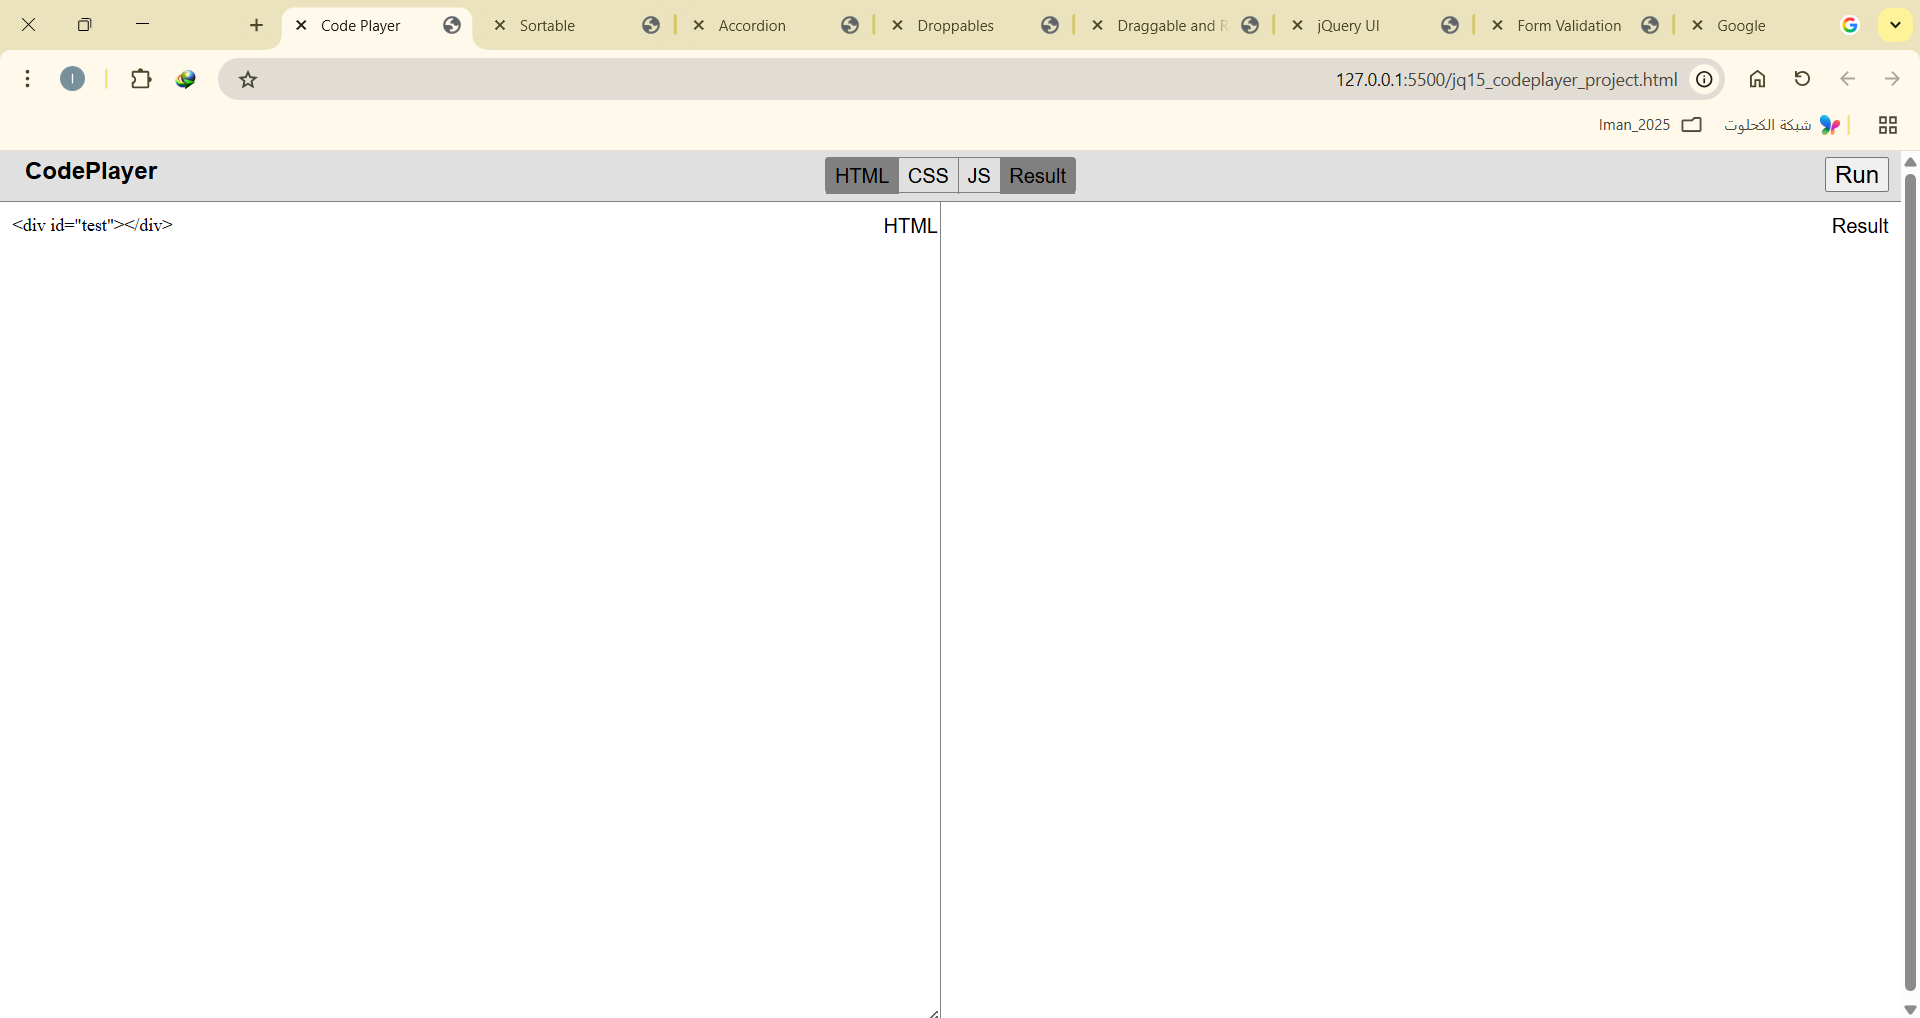 Code Player
Sortable
Accordion
Droppables
Draggable and R
jQuery UI
Form Validation
Google
I
127.0.0.1:5500/jq15_codeplayer_project.html
Iman_2025
شبكة الكحلوت
CodePlayer
HTML
CSS
JS
Result
Run
<div id="test"></div>
HTML
Result